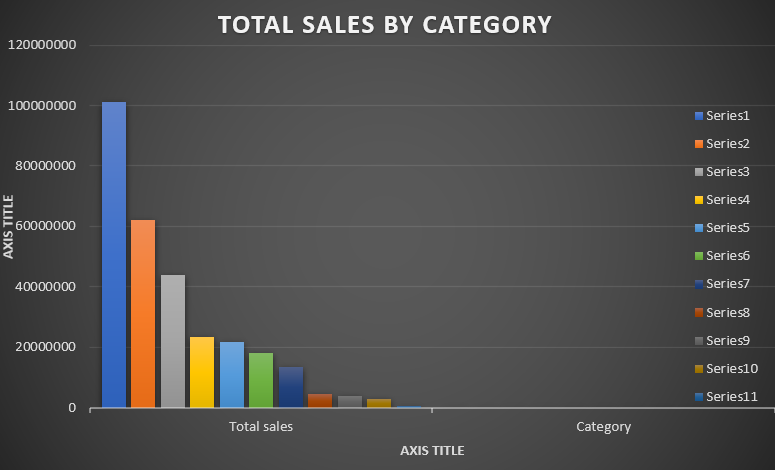 TOTAL SALES BY CATEGORY
120000000
100000000
80000000
60000000
40000000
20000000
0
AXIS TITLE
Total sales
Category
AXIS TITLE
Series1
Series2
Series3
Series4
Series5
Series6
Series7
Series8
Series9
Series10
Series11